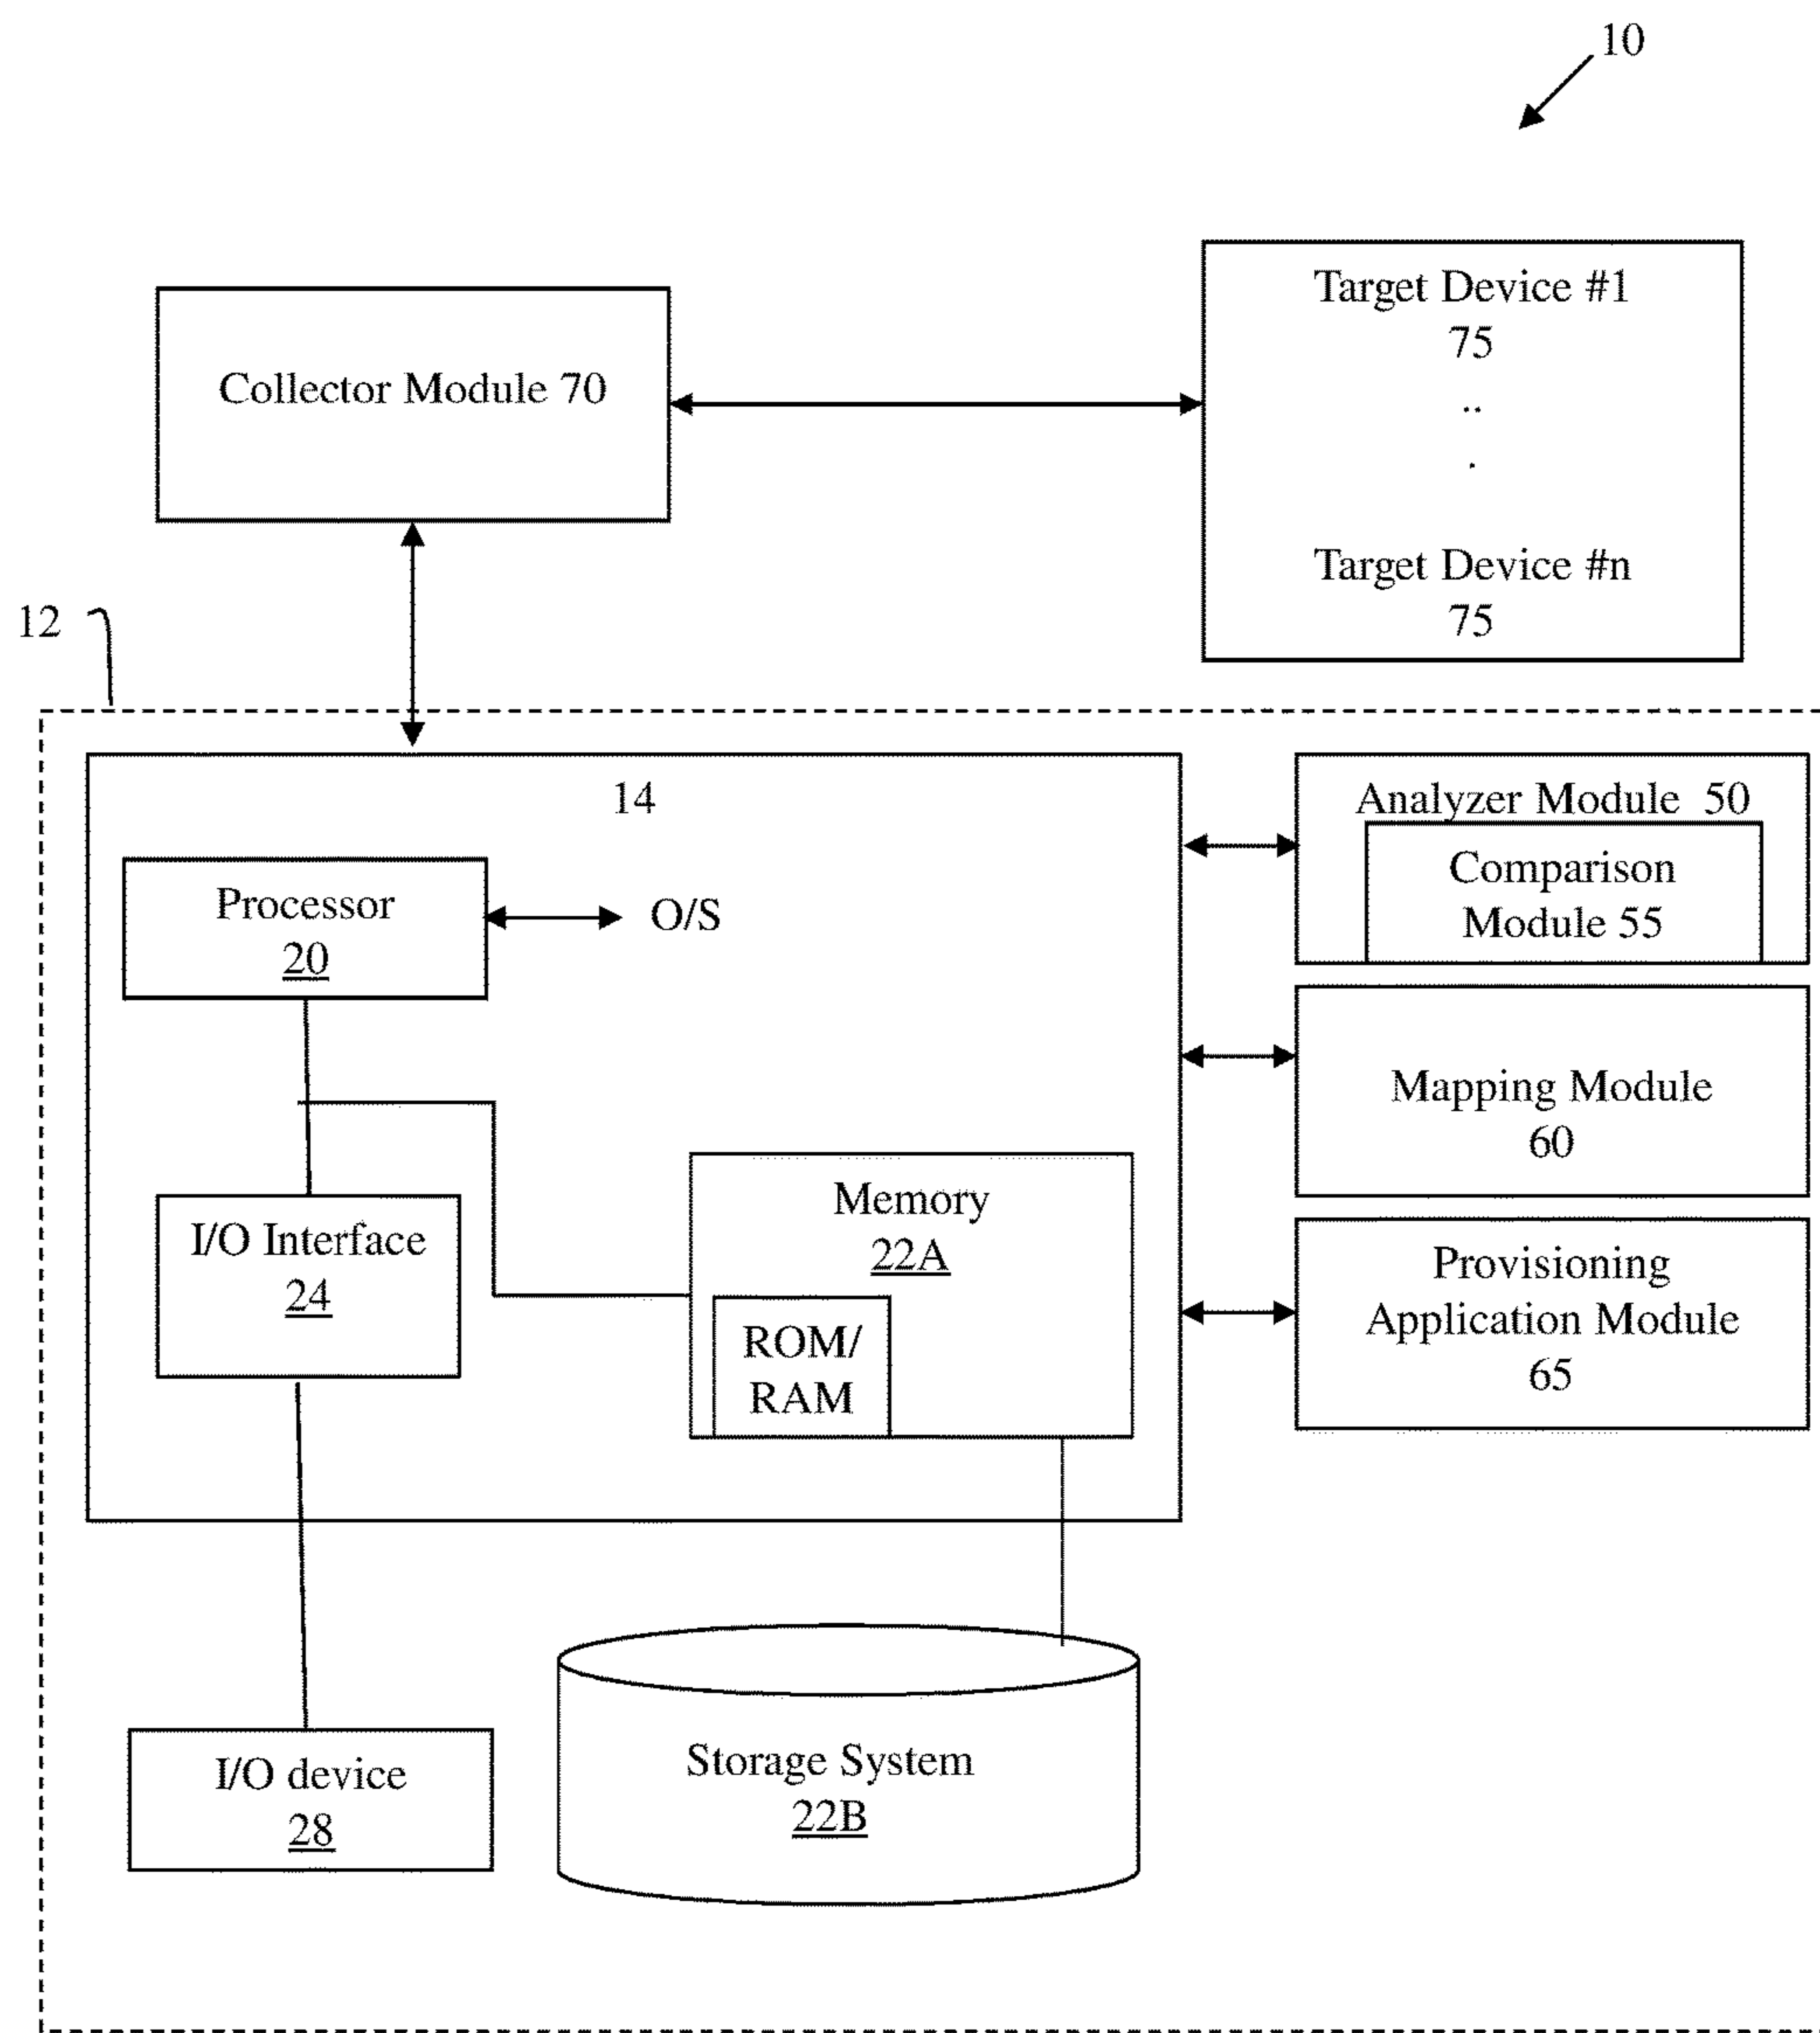 10
Collector Module 70
Target Device #1
75
..
.
Target Device #n
75
12
14
Processor
20
O/S
I/O Interface
24
Memory
22A
ROM/
RAM
Analyzer Module 50
Comparison
Module 55
Mapping Module
60
Provisioning
Application Module
65
I/O device
28
Storage System
22B